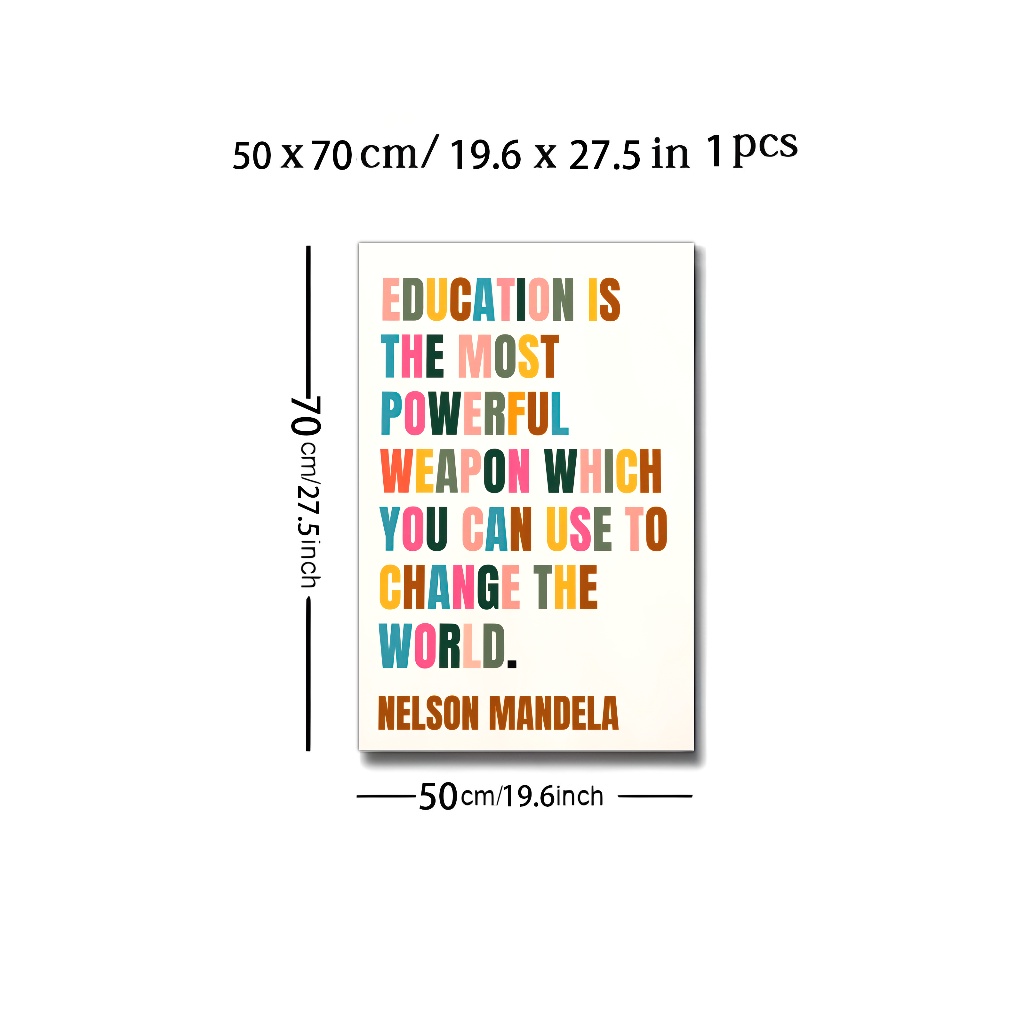 50 x 70 cm/ 19.6 x 27.5 in 1 pcs
EDUCATION IS
THE MOST
POWERFUL
WEAPON WHICH
YOU CAN USE TO
CHANGE THE
WORLD.
NELSON MANDELA
70cm/27.5inch
50cm/19.6inch